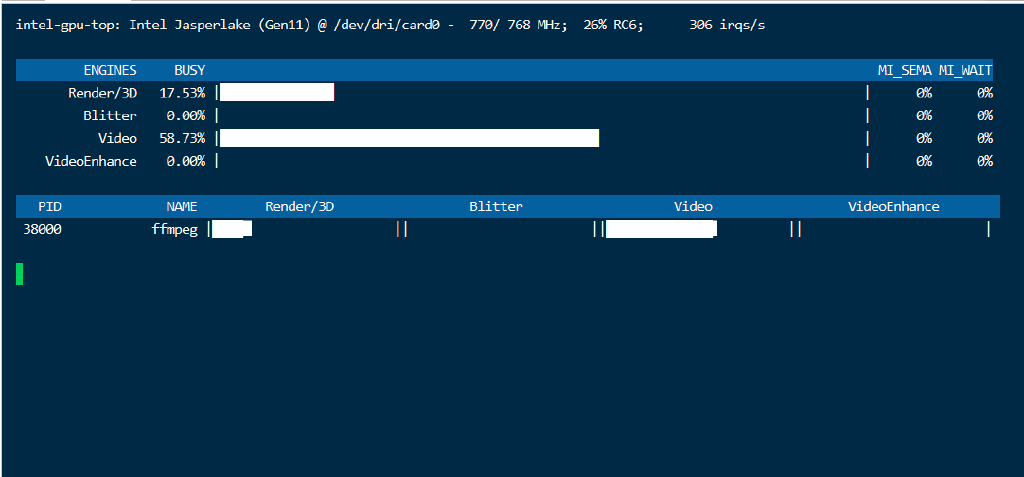 intel-gpu-top: Intel Jasperlake (Gen11) @ /dev/dri/card0 - 770/ 768 MHz; 26% RC6; 306 irqs/s
ENGINES BUSY MI_SEMA MI_WAIT
Render/3D 17.53% | | 0% 0%
Blitter 0.00% | | 0% 0%
Video 58.73% | | 0% 0%
VideoEnhance 0.00% | | 0% 0%
PID NAME Render/3D Blitter Video VideoEnhance
38000 ffmpeg | || || || |